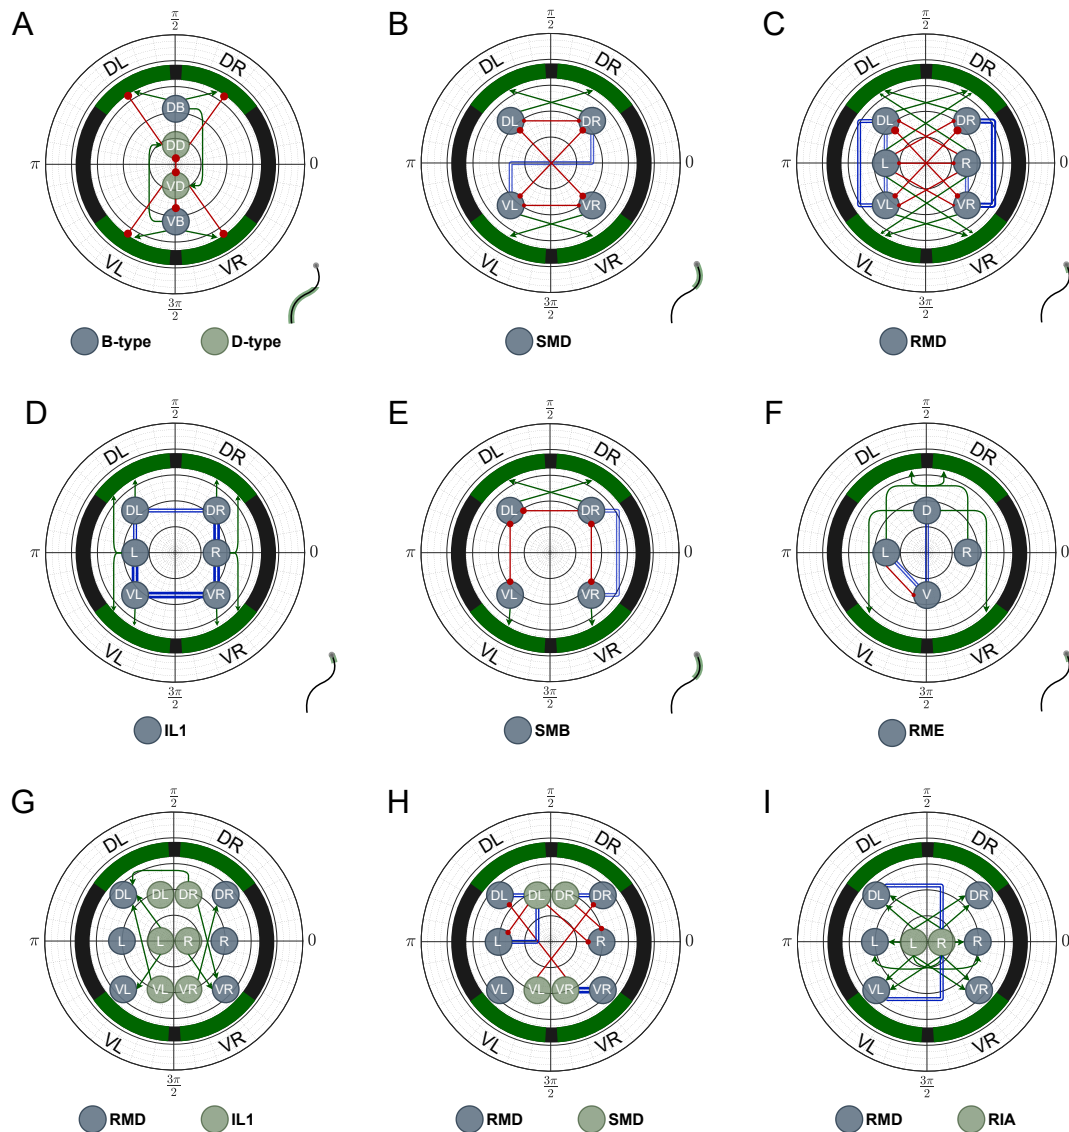 A
π/2
DL
DR
DB
DD
π
0
VD
VB
VL
VR
3π/2
B-type
D-type
B
π/2
DL
DR
DL
DR
π
0
VL
VR
VL
VR
3π/2
SMD
C
π/2
DL
DR
DL
DR
π
L
R
0
VL
VR
VL
VR
3π/2
RMD
D
π/2
DL
DR
DL
DR
π
L
R
0
VL
VR
VL
VR
3π/2
IL1
E
π/2
DL
DR
DL
DR
π
0
VL
VR
VL
VR
3π/2
SMB
F
π/2
DL
DR
D
π
L
R
0
V
VL
VR
3π/2
RME
G
π/2
DL
DR
DL
DL
DR
DR
π
L
L
R
R
0
VL
VL
VR
VR
VL
VR
3π/2
RMD
IL1
H
π/2
DL
DR
DL
DL
DR
DR
π
L
R
0
VL
VL
VR
VR
VL
VR
3π/2
RMD
SMD
I
π/2
DL
DR
DL
DR
π
L
L
R
R
0
VL
VR
VL
VR
3π/2
RMD
RIA